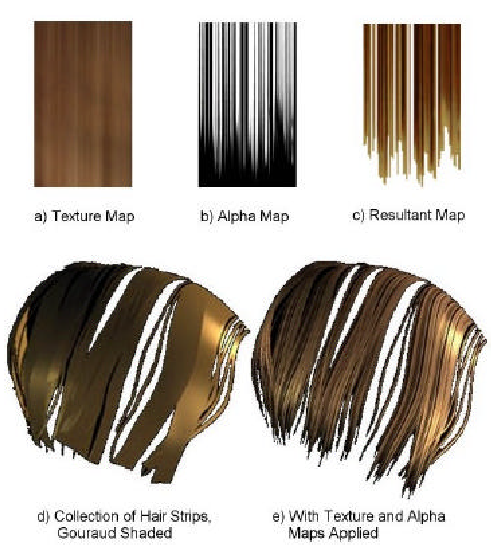 a) Texture Map
b) Alpha Map
c) Resultant Map
d) Collection of Hair Strips,
Gouraud Shaded
e) With Texture and Alpha
Maps Applied